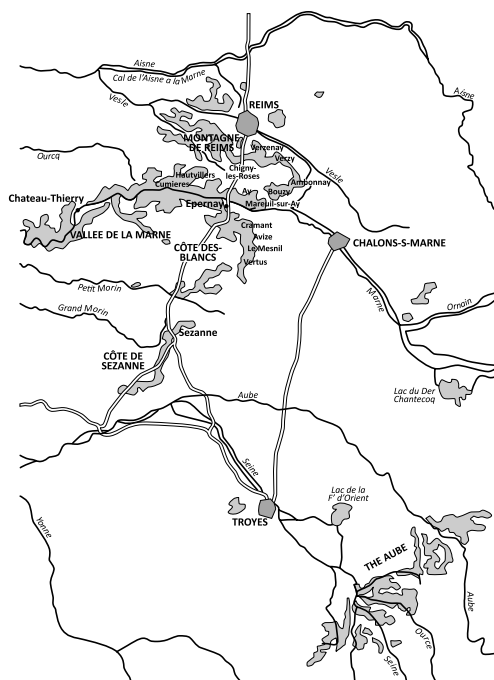 Aisne
Cal de l'Aisne a la Marne
Vesle
Aisne
REIMS
MONTAGNE
DE REIMS
Verzenay
Verzy
Ourcq
Chigny-
les-Roses
Vesle
Hautvillers
Cumieres
Ambonnay
Ay
Bouzy
Chateau-Thierry
Epernay
Mareuil-sur-Ay
VALLEE DE LA MARNE
Cramant
Avize
CHALONS-S-MARNE
CÔTE DES-
BLANCS
Le Mesnil
Vertus
Petit Morin
Marne
Grand Morin
Ornain
Sezanne
CÔTE DE
SEZANNE
Aube
Lac du Der
Chantecoq
Seine
Lac de la
F' d'Orient
TROYES
Yonne
THE AUBE
Aube
Ource
Seine